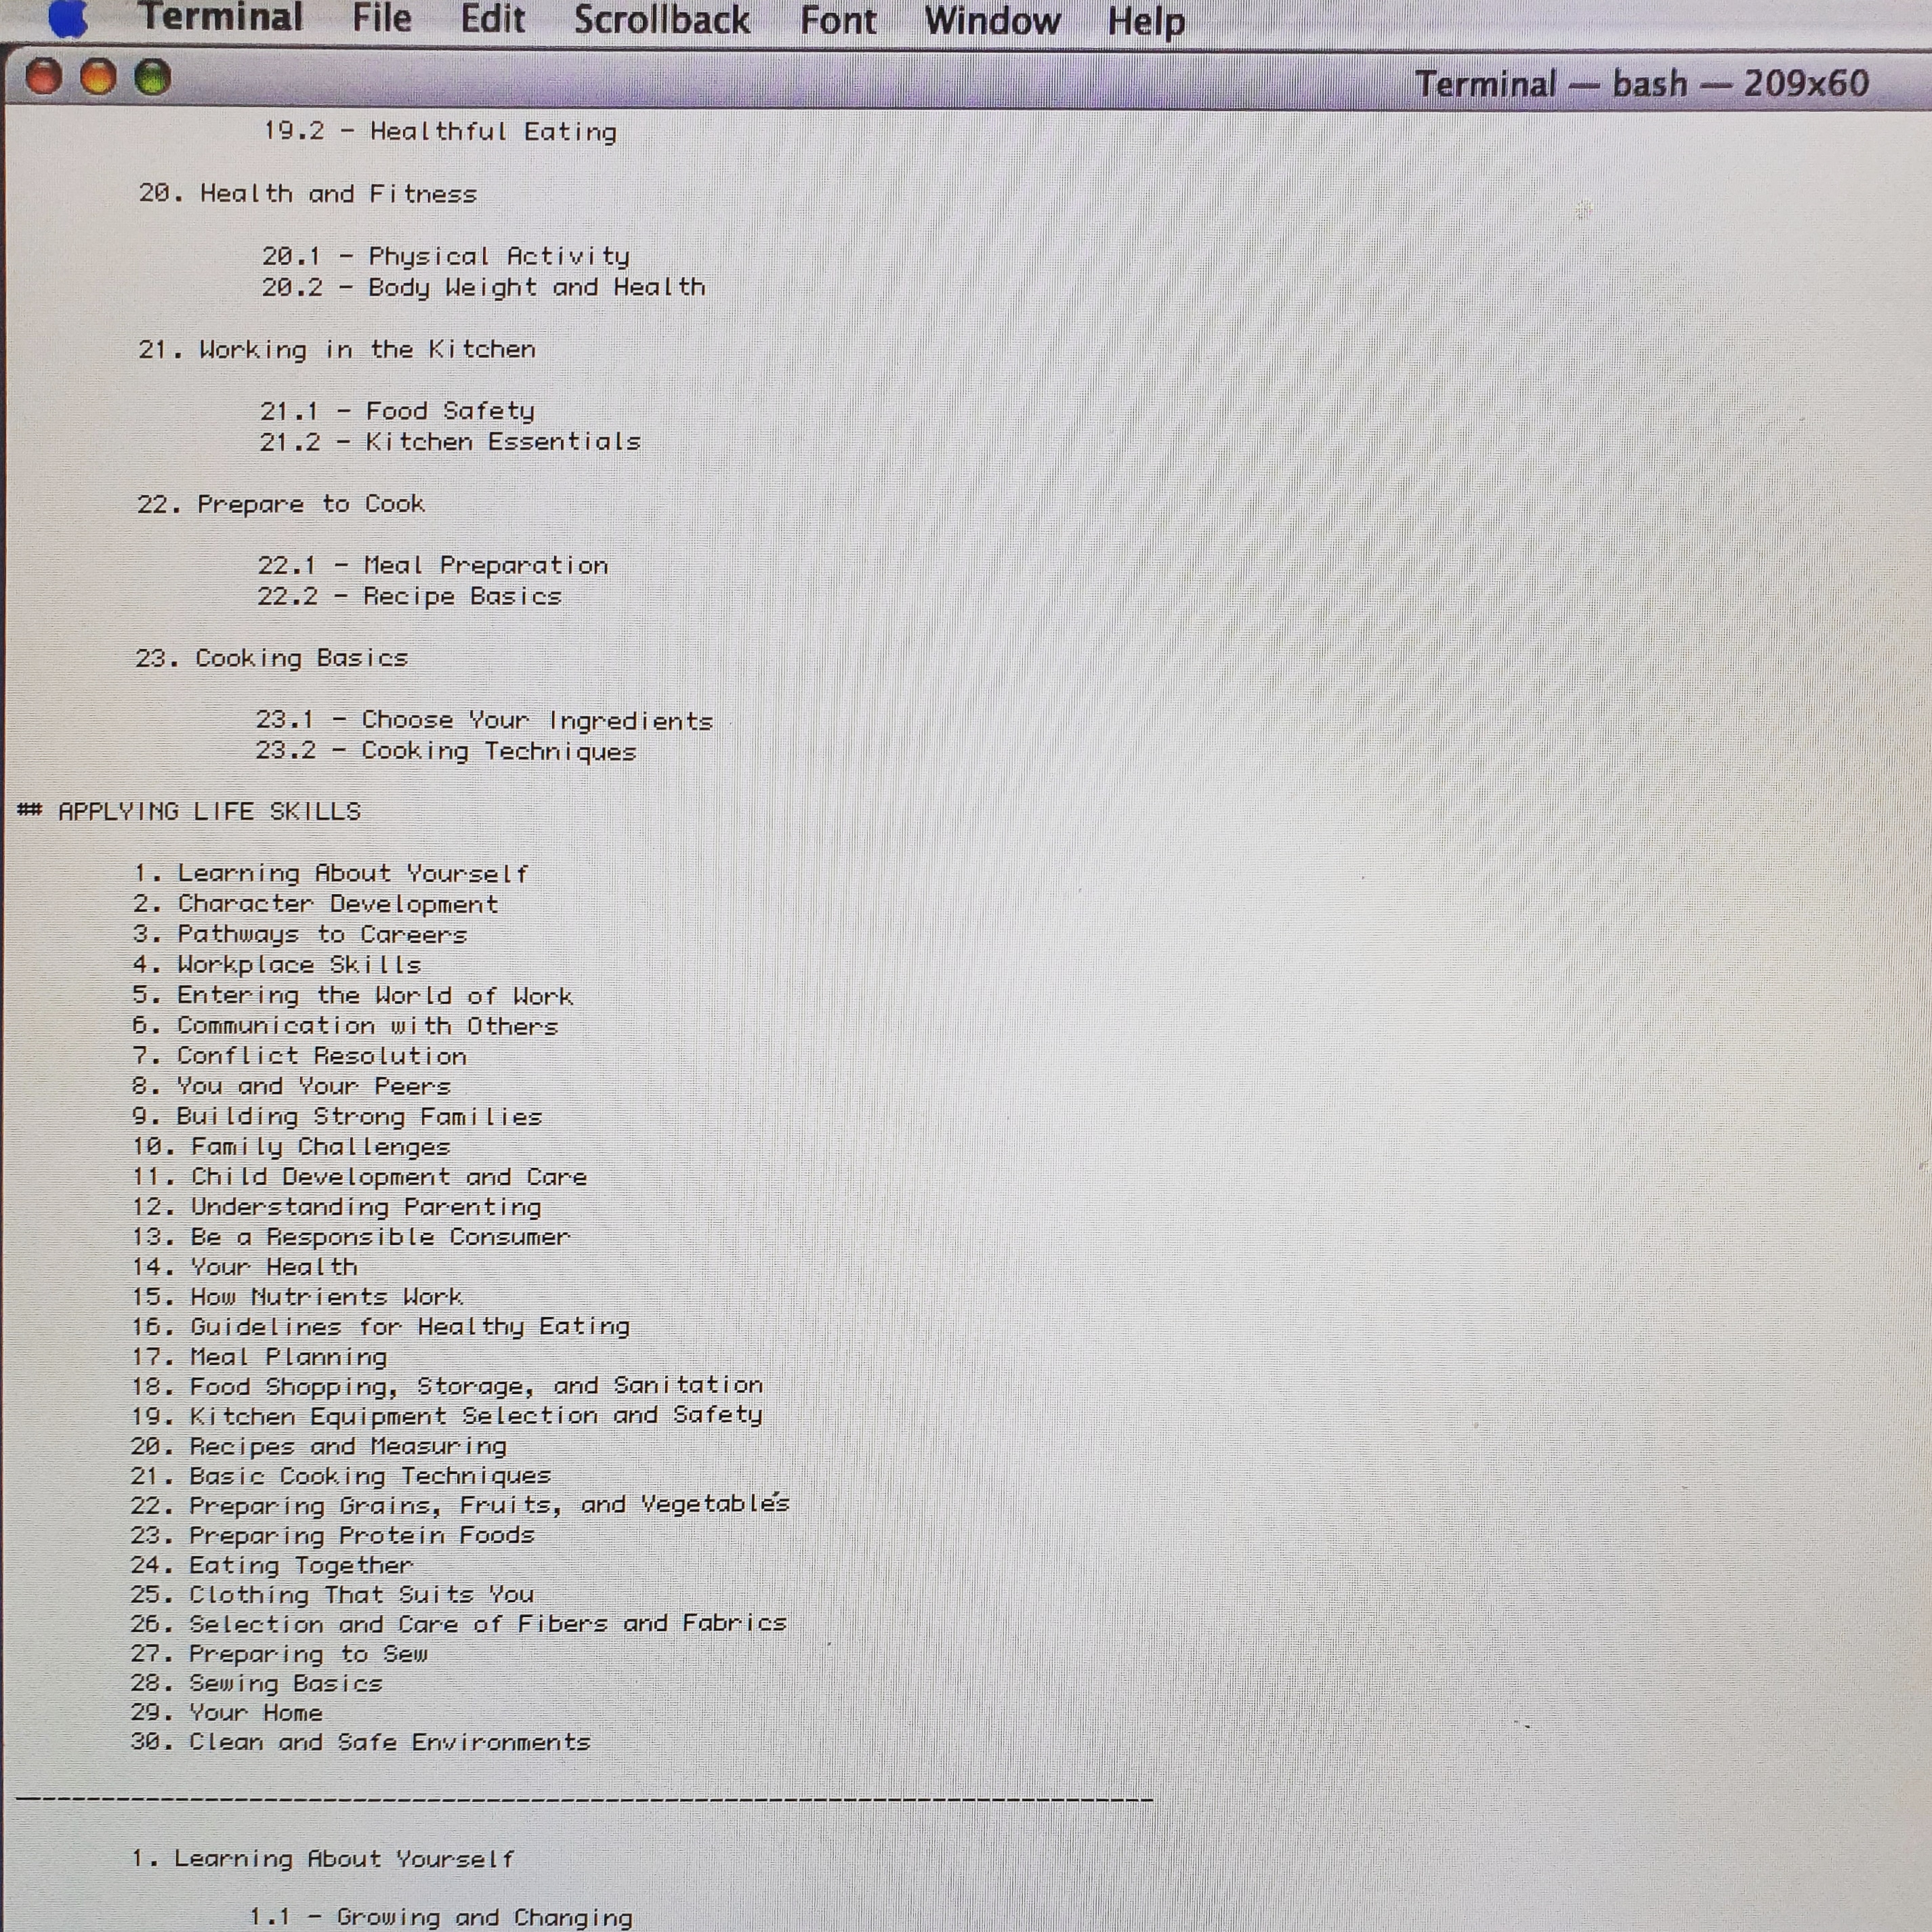 Terminal File Edit Scrollback Font Window Help
Terminal — bash — 209x60
19.2 - Healthful Eating
20. Health and Fitness
20.1 - Physical Activity
20.2 - Body Weight and Health
21. Working in the Kitchen
21.1 - Food Safety
21.2 - Kitchen Essentials
22. Prepare to Cook
22.1 - Meal Preparation
22.2 - Recipe Basics
23. Cooking Basics
23.1 - Choose Your Ingredients
23.2 - Cooking Techniques
## APPLYING LIFE SKILLS
1. Learning About Yourself
2. Character Development
3. Pathways to Careers
4. Workplace Skills
5. Entering the World of Work
6. Communication with Others
7. Conflict Resolution
8. You and Your Peers
9. Building Strong Families
10. Family Challenges
11. Child Development and Care
12. Understanding Parenting
13. Be a Responsible Consumer
14. Your Health
15. How Nutrients Work
16. Guidelines for Healthy Eating
17. Meal Planning
18. Food Shopping, Storage, and Sanitation
19. Kitchen Equipment Selection and Safety
20. Recipes and Measuring
21. Basic Cooking Techniques
22. Preparing Grains, Fruits, and Vegetables
23. Preparing Protein Foods
24. Eating Together
25. Clothing That Suits You
26. Selection and Care of Fibers and Fabrics
27. Preparing to Sew
28. Sewing Basics
29. Your Home
30. Clean and Safe Environments
--------------------------------------------------------------------------------
1. Learning About Yourself
1.1 - Growing and Changing